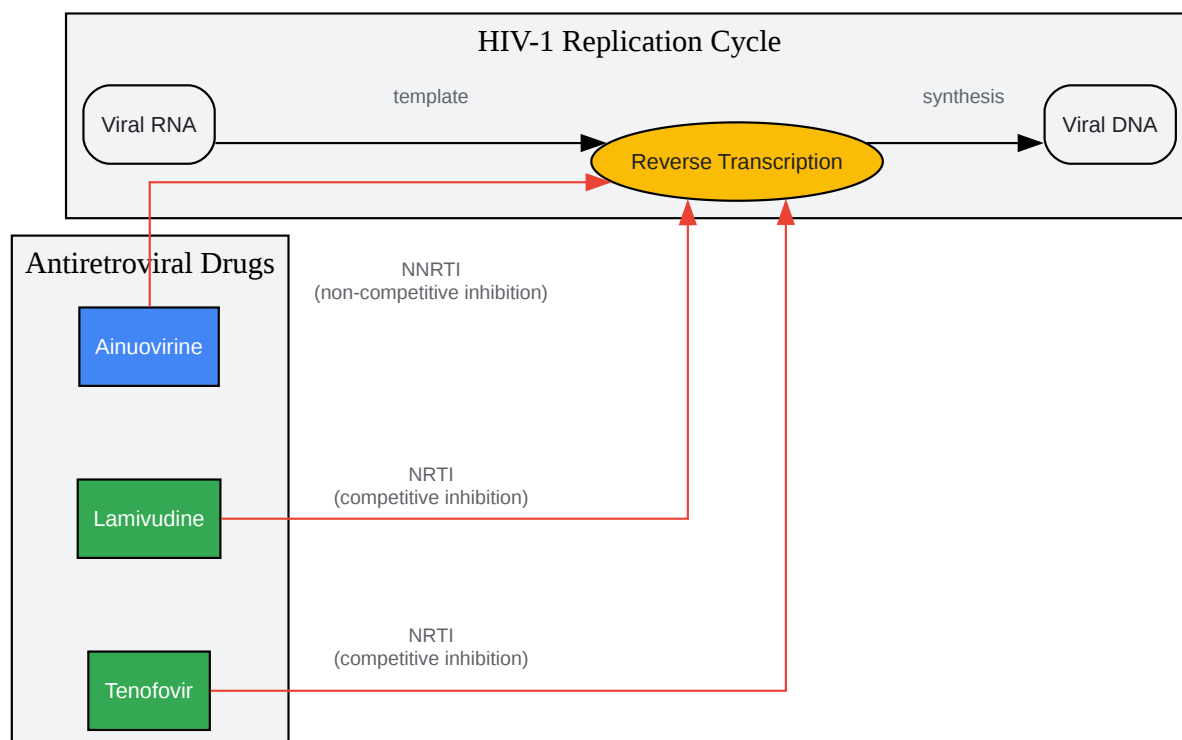 HIV-1 Replication Cycle
template
synthesis
Viral RNA
Viral DNA
Reverse Transcription
Antiretroviral Drugs
NNRTI
(non-competitive inhibition)
Ainuovirine
NRTI
(competitive inhibition)
Lamivudine
NRTI
(competitive inhibition)
Tenofovir